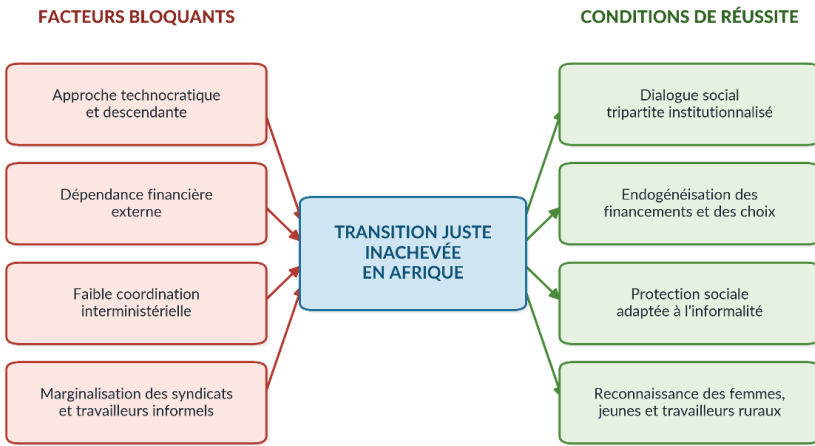 FACTEURS BLOQUANTS
CONDITIONS DE RÉUSSITE
Approche technocratique
et descendante
Dépendance financière
externe
Faible coordination
interministérielle
Marginalisation des syndicats
et travailleurs informels
TRANSITION JUSTE
INACHEVÉE
EN AFRIQUE
Dialogue social
tripartite institutionnalisé
Endogénéisation des
financements et des choix
Protection sociale
adaptée à l'informalité
Reconnaissance des femmes,
jeunes et travailleurs ruraux